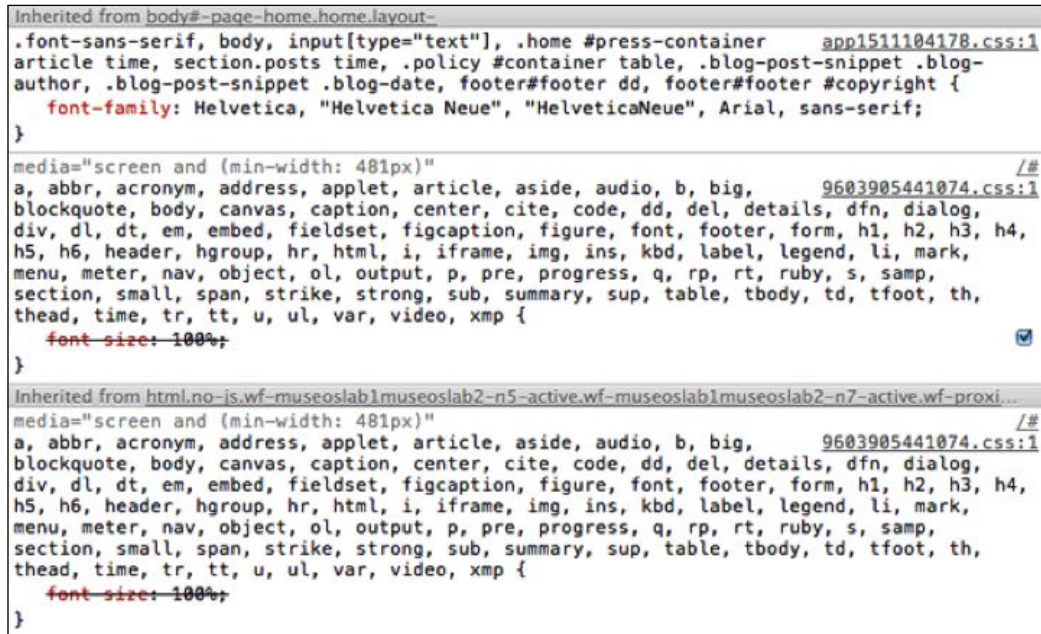 Inherited from body#-page-home.home.layout-
.font-sans-serif, body, input[type="text"], .home #press-container app1511104178.css:1
article time, section.posts time, .policy #container table, .blog-post-snippet .blog-
author, .blog-post-snippet .blog-date, footer#footer dd, footer#footer #copyright {
font-family: Helvetica, "Helvetica Neue", "HelveticaNeue", Arial, sans-serif;
}
media="screen and (min-width: 481px)" /#
a, abbr, acronym, address, applet, article, aside, audio, b, big, 9603905441074.css:1
blockquote, body, canvas, caption, center, cite, code, dd, del, details, dfn, dialog,
div, dl, dt, em, embed, fieldset, figcaption, figure, font, footer, form, h1, h2, h3, h4,
h5, h6, header, hgroup, hr, html, i, iframe, img, ins, kbd, label, legend, li, mark,
menu, meter, nav, object, ol, output, p, pre, progress, q, rp, rt, ruby, s, samp,
section, small, span, strike, strong, sub, summary, sup, table, tbody, td, tfoot, th,
thead, time, tr, tt, u, ul, var, video, xmp {
font-size: 100%;
}
Inherited from html.no-js.wf-museoslab1museoslab2-n5-active.wf-museoslab1museoslab2-n7-active.wf-proxi...
media="screen and (min-width: 481px)" /#
a, abbr, acronym, address, applet, article, aside, audio, b, big, 9603905441074.css:1
blockquote, body, canvas, caption, center, cite, code, dd, del, details, dfn, dialog,
div, dl, dt, em, embed, fieldset, figcaption, figure, font, footer, form, h1, h2, h3, h4,
h5, h6, header, hgroup, hr, html, i, iframe, img, ins, kbd, label, legend, li, mark,
menu, meter, nav, object, ol, output, p, pre, progress, q, rp, rt, ruby, s, samp,
section, small, span, strike, strong, sub, summary, sup, table, tbody, td, tfoot, th,
thead, time, tr, tt, u, ul, var, video, xmp {
font-size: 100%;
}